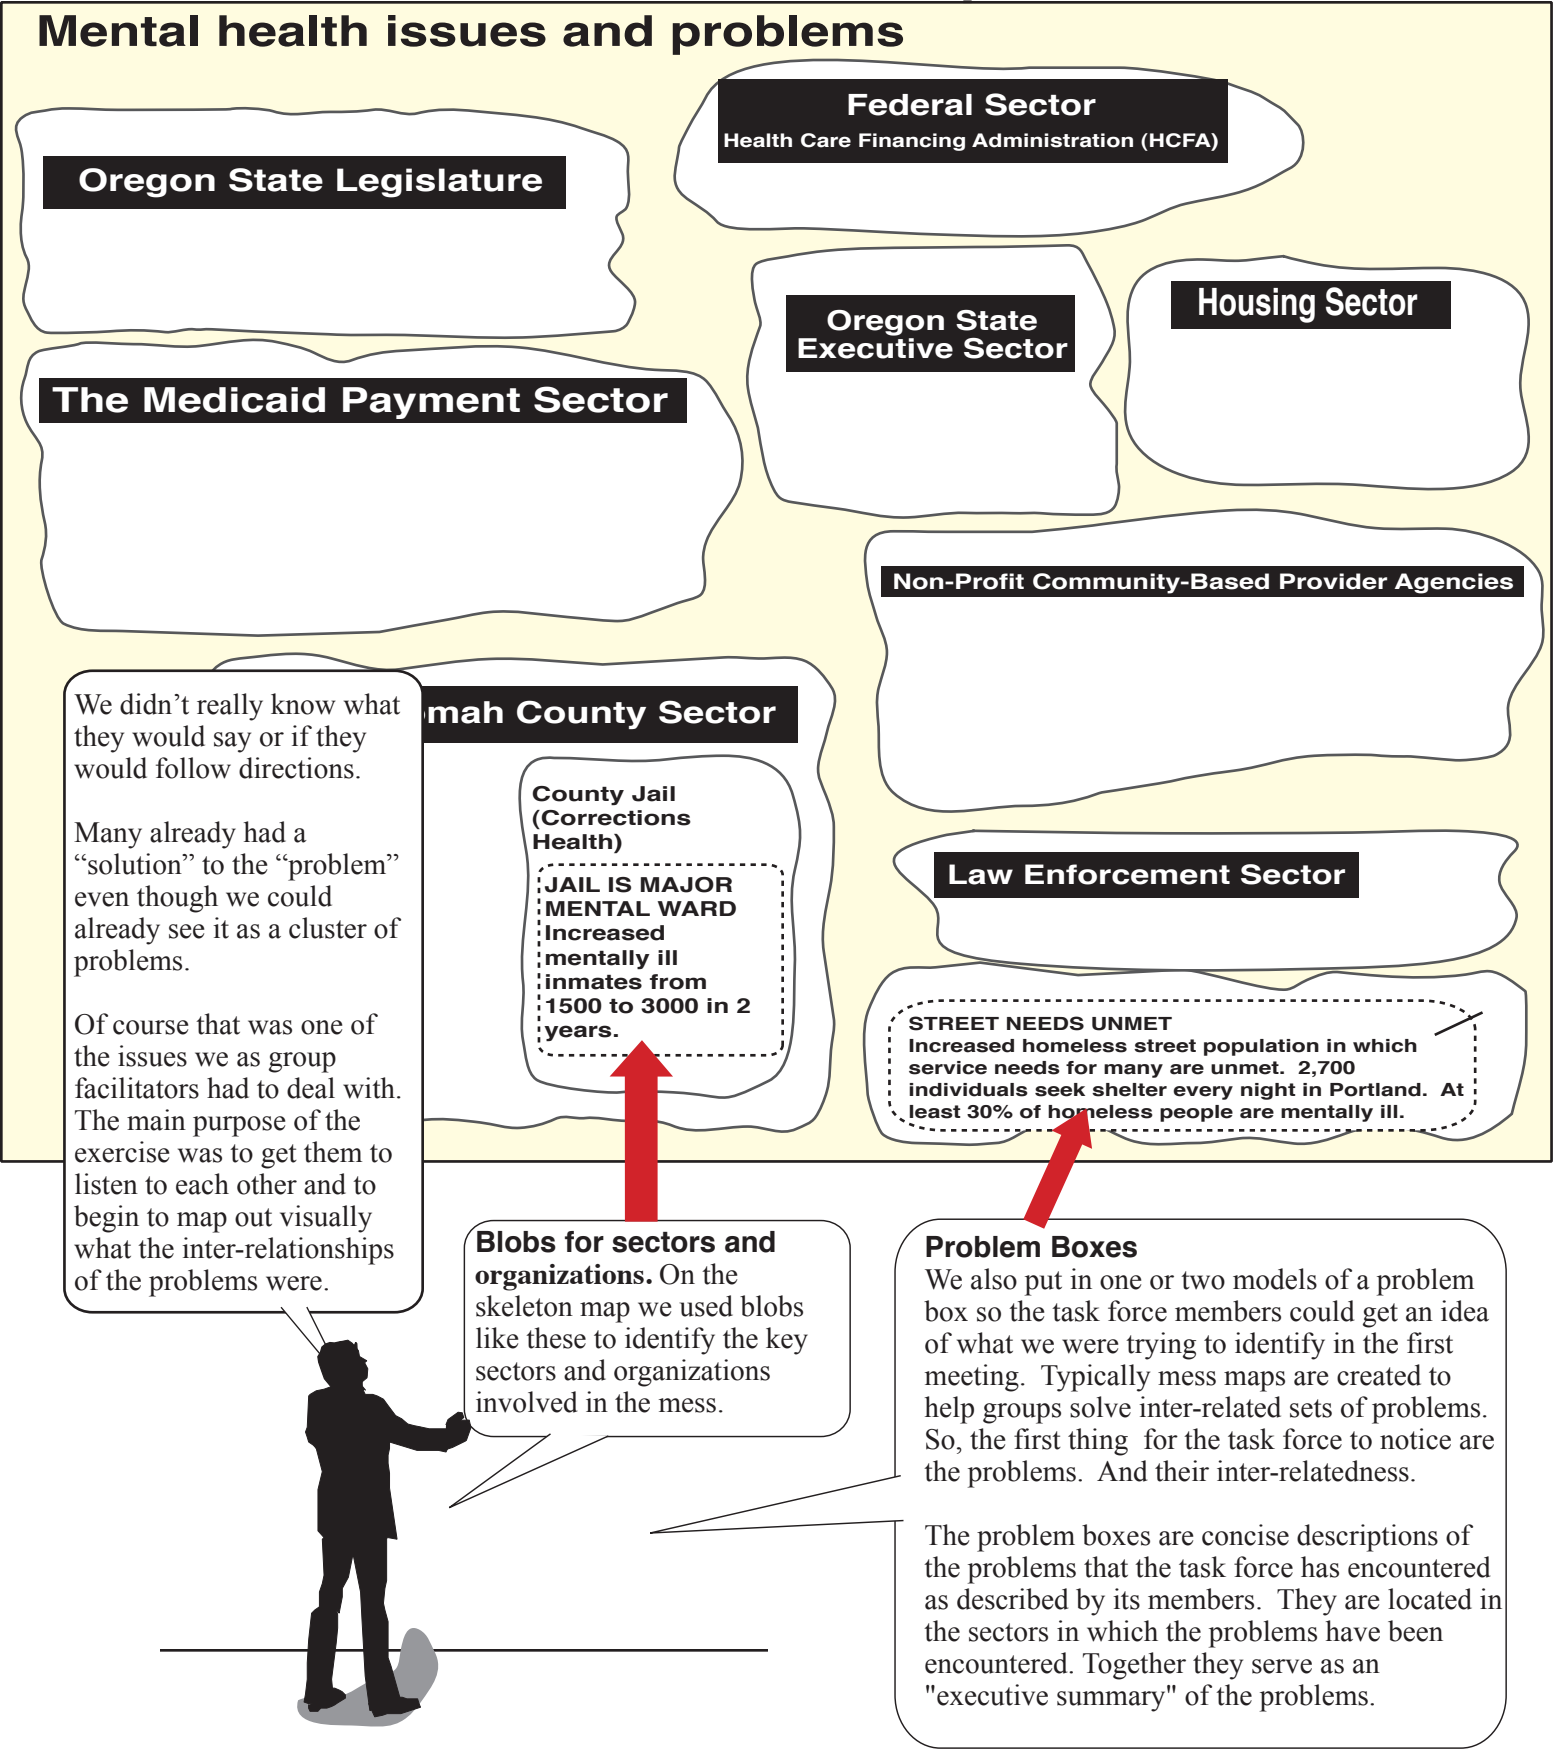 Mental health issues and problems
Federal Sector
Health Care Financing Administration (HCFA)
Oregon State Legislature
Oregon State
Executive Sector
Housing Sector
The Medicaid Payment Sector
Non-Profit Community-Based Provider Agencies
mah County Sector
County Jail
(Corrections
Health)
JAIL IS MAJOR
MENTAL WARD
Increased
mentally ill
inmates from
1500 to 3000 in 2
years.
Law Enforcement Sector
STREET NEEDS UNMET
Increased homeless street population in which
service needs for many are unmet.  2,700
individuals seek shelter every night in Portland.  At
least 30% of homeless people are mentally ill.
We didn’t really know what
they would say or if they
would follow directions.
Many already had a
“solution” to the “problem”
even though we could
already see it as a cluster of
problems.
Of course that was one of
the issues we as group
facilitators had to deal with.
The main purpose of the
exercise was to get them to
listen to each other and to
begin to map out visually
what the inter-relationships
of the problems were.
Blobs for sectors and
organizations. On the
skeleton map we used blobs
like these to identify the key
sectors and organizations
involved in the mess.
Problem Boxes
We also put in one or two models of a problem
box so the task force members could get an idea
of what we were trying to identify in the first
meeting.  Typically mess maps are created to
help groups solve inter-related sets of problems.
So, the first thing  for the task force to notice are
the problems.  And their inter-relatedness.
The problem boxes are concise descriptions of
the problems that the task force has encountered
as described by its members.  They are located in
the sectors in which the problems have been
encountered. Together they serve as an
"executive summary" of the problems.